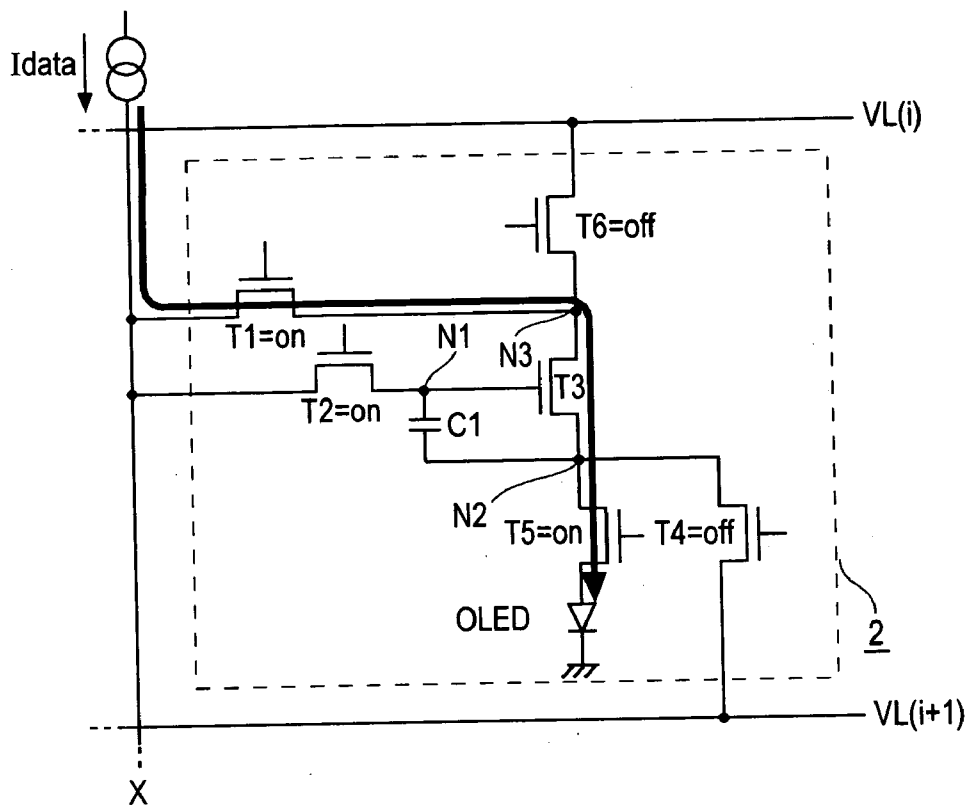 Idata
VL(i)
T6=off
T1=on
N1
N3
T3
T2=on
C1
N2
T5=on
T4=off
OLED
2
VL(i+1)
X